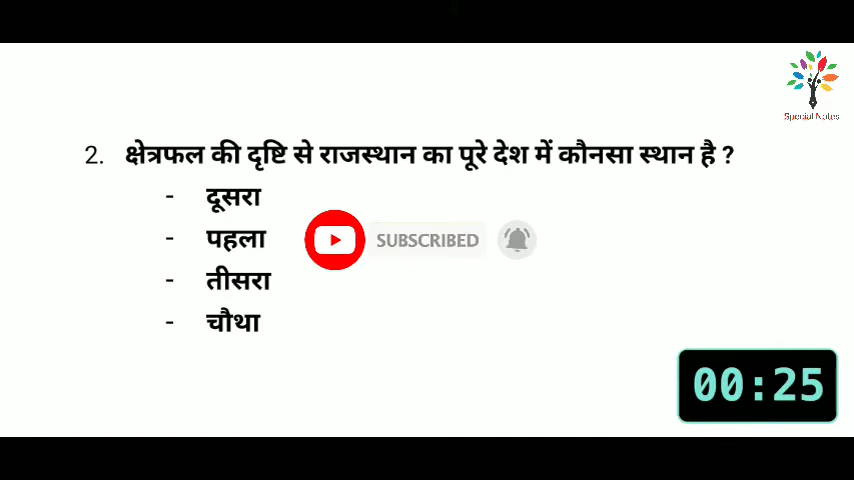 Special Notes
2. क्षेत्रफल की दृष्टि से राजस्थान का पूरे देश में कौनसा स्थान है ?
- दूसरा
- पहला
SUBSCRIBED
- तीसरा
- चौथा
00:25